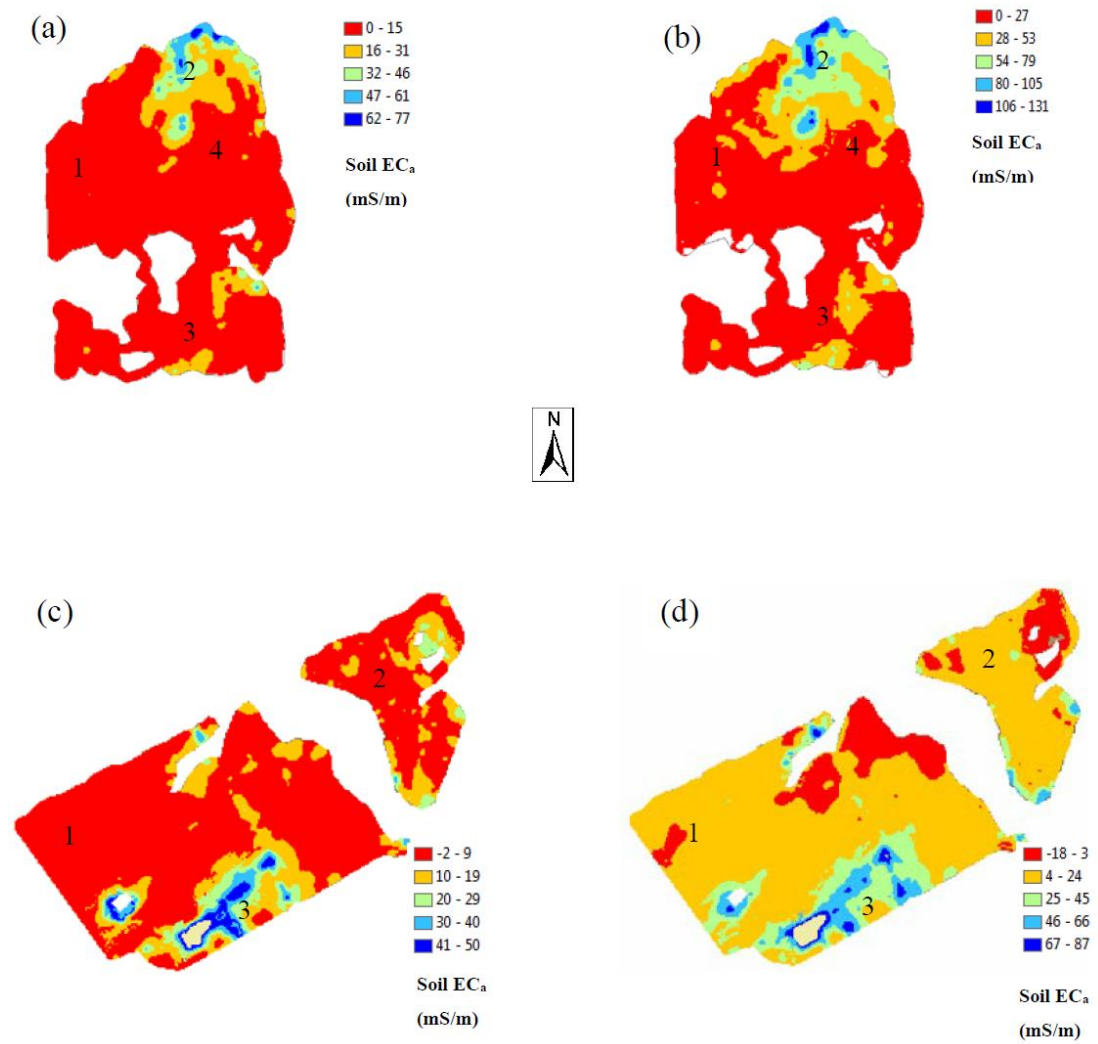 (a)
0 - 15
16 - 31
32 - 46
47 - 61
62 - 77
Soil ECₐ
(mS/m)
1
2
3
4
(b)
0 - 27
28 - 53
54 - 79
80 - 105
106 - 131
Soil ECₐ
(mS/m)
1
2
3
4
N
(c)
1
2
3
-2 - 9
10 - 19
20 - 29
30 - 40
41 - 50
Soil ECₐ
(mS/m)
(d)
1
2
3
-18 - 3
4 - 24
25 - 45
46 - 66
67 - 87
Soil ECₐ
(mS/m)